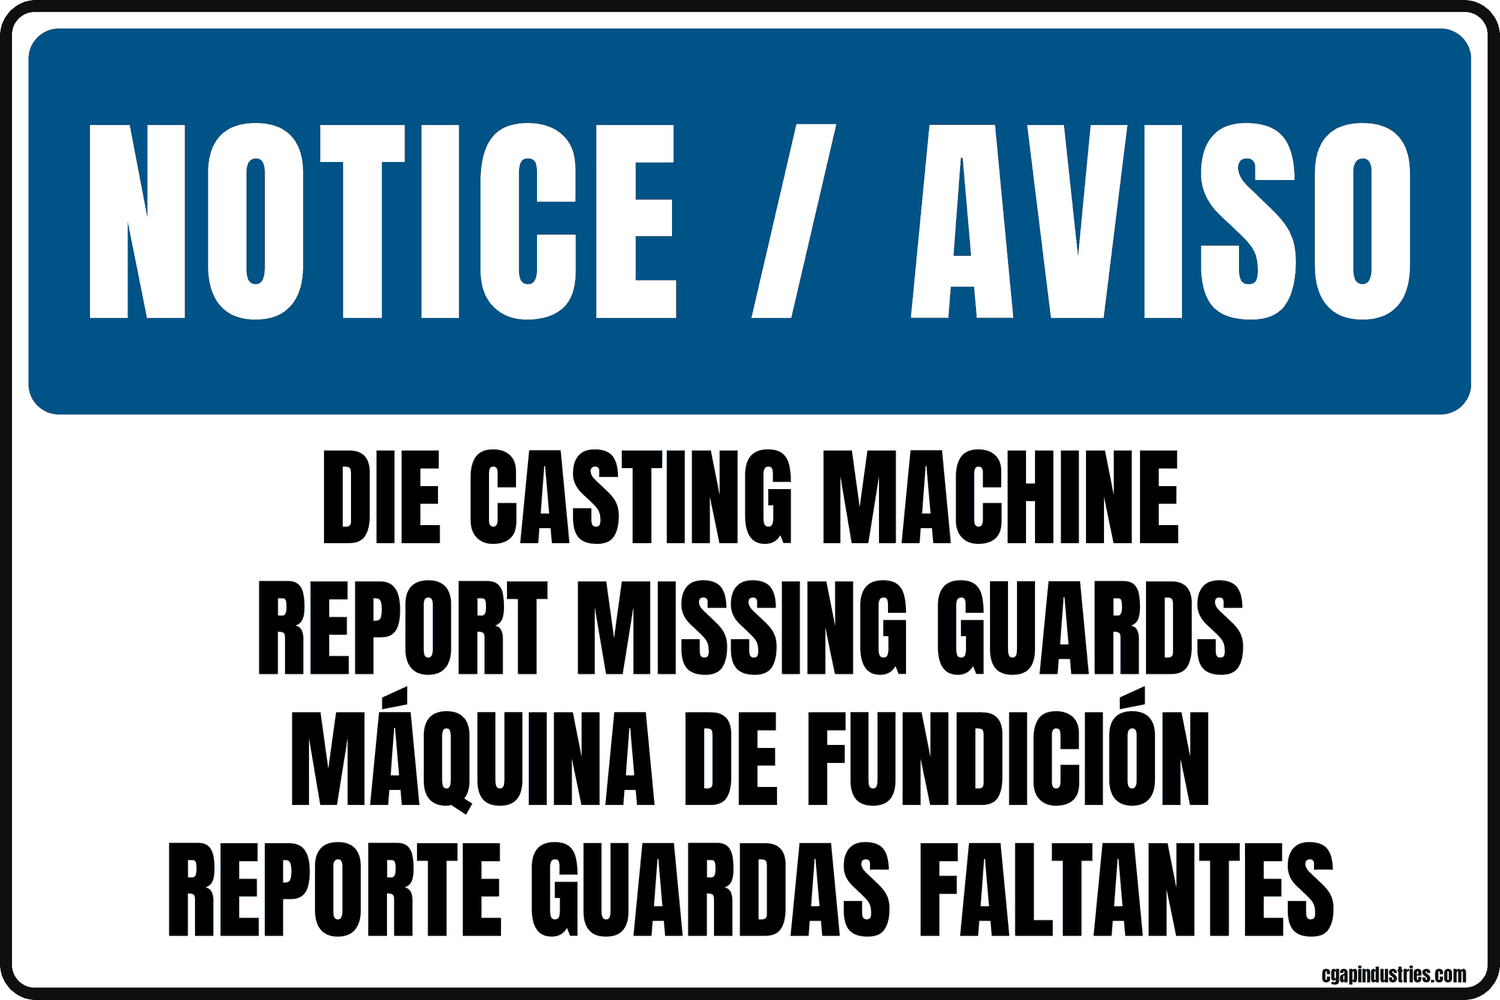 NOTICE / AVISO
DIE CASTING MACHINE
REPORT MISSING GUARDS
MÁQUINA DE FUNDICIÓN
REPORTE GUARDAS FALTANTES
cgapindustries.com